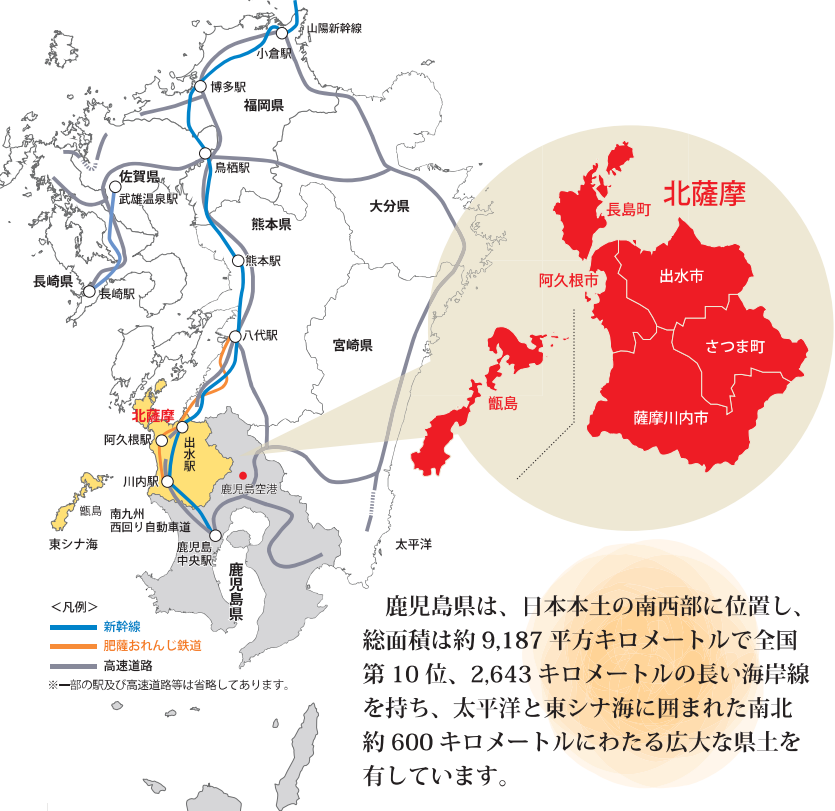 山陽新幹線
小倉駅
博多駅
福岡県
鳥栖駅
佐賀県
武雄温泉駅
大分県
熊本県
熊本駅
長崎県
長崎駅
八代駅
宮崎県
北薩摩
阿久根駅
出水駅
川内駅
鹿児島空港
甑島
南九州
西回り自動車道
東シナ海
鹿児島
中央駅
太平洋
鹿児島県
北薩摩
長島町
阿久根市
出水市
さつま町
甑島
薩摩川内市
<凡例>
新幹線
肥薩おれんじ鉄道
高速道路
※一部の駅及び高速道路等は省略してあります。
鹿児島県は、日本本土の南西部に位置し、
総面積は約 9,187 平方キロメートルで全国
第 10 位、2,643 キロメートルの長い海岸線
を持ち、太平洋と東シナ海に囲まれた南北
約 600 キロメートルにわたる広大な県土を
有しています。